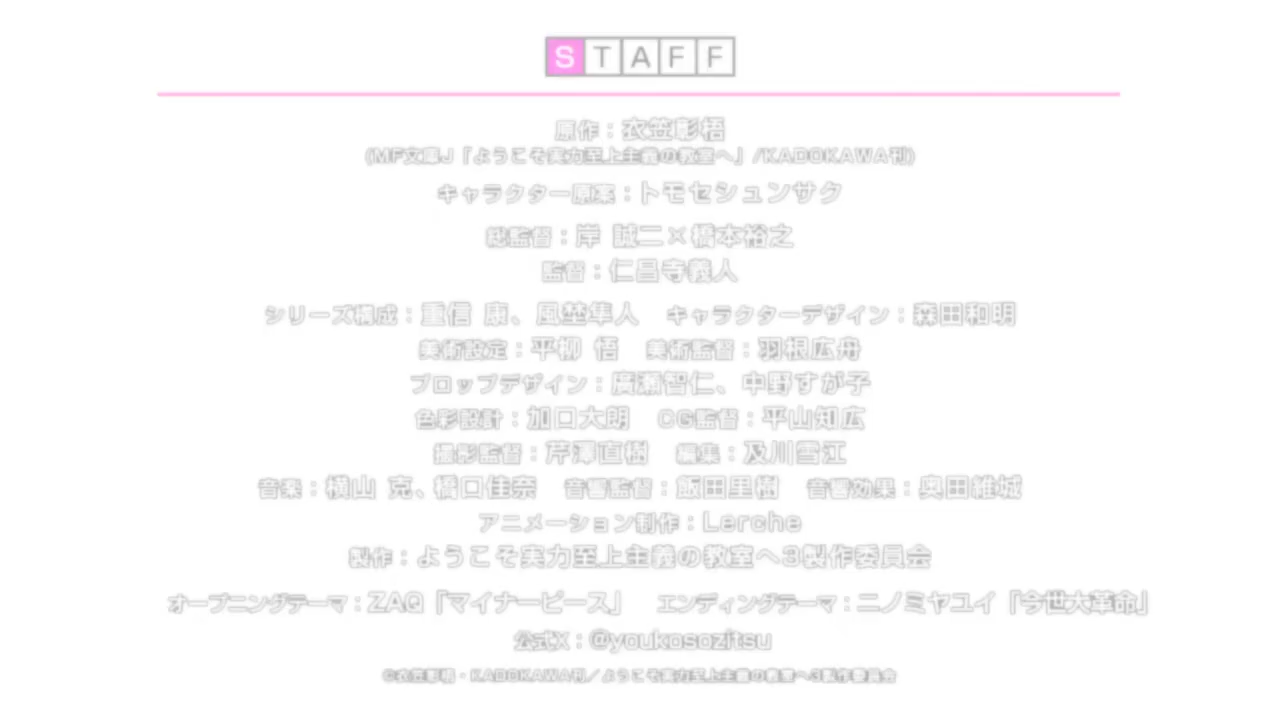 STAFF
原作：衣笠彰梧
(MF文庫J『ようこそ実力至上主義の教室へ』/KADOKAWA刊)
キャラクター原案：トモセシュンサク
総監督：岸 誠二×橋本裕之
監督：仁昌寺義人
シリーズ構成：重信 康、風埜隼人　キャラクターデザイン：森田和明
美術設定：平柳 悟　美術監督：羽根広舟
プロップデザイン：廣瀬智仁、中野すが子
色彩設計：加口大朗　CG監督：平山知広
撮影監督：芹澤直樹　編集：及川雪江
音楽：横山 克、橋口佳奈　音響監督：飯田里樹　音響効果：奥田維城
アニメーション制作：Lerche
製作：ようこそ実力至上主義の教室へ3製作委員会
オープニングテーマ：ZAQ「マイナーピース」　エンディングテーマ：ニノミヤユイ「今世大革命」
公式X：@youkosozitsu
©衣笠彰梧・KADOKAWA刊／ようこそ実力至上主義の教室へ3製作委員会